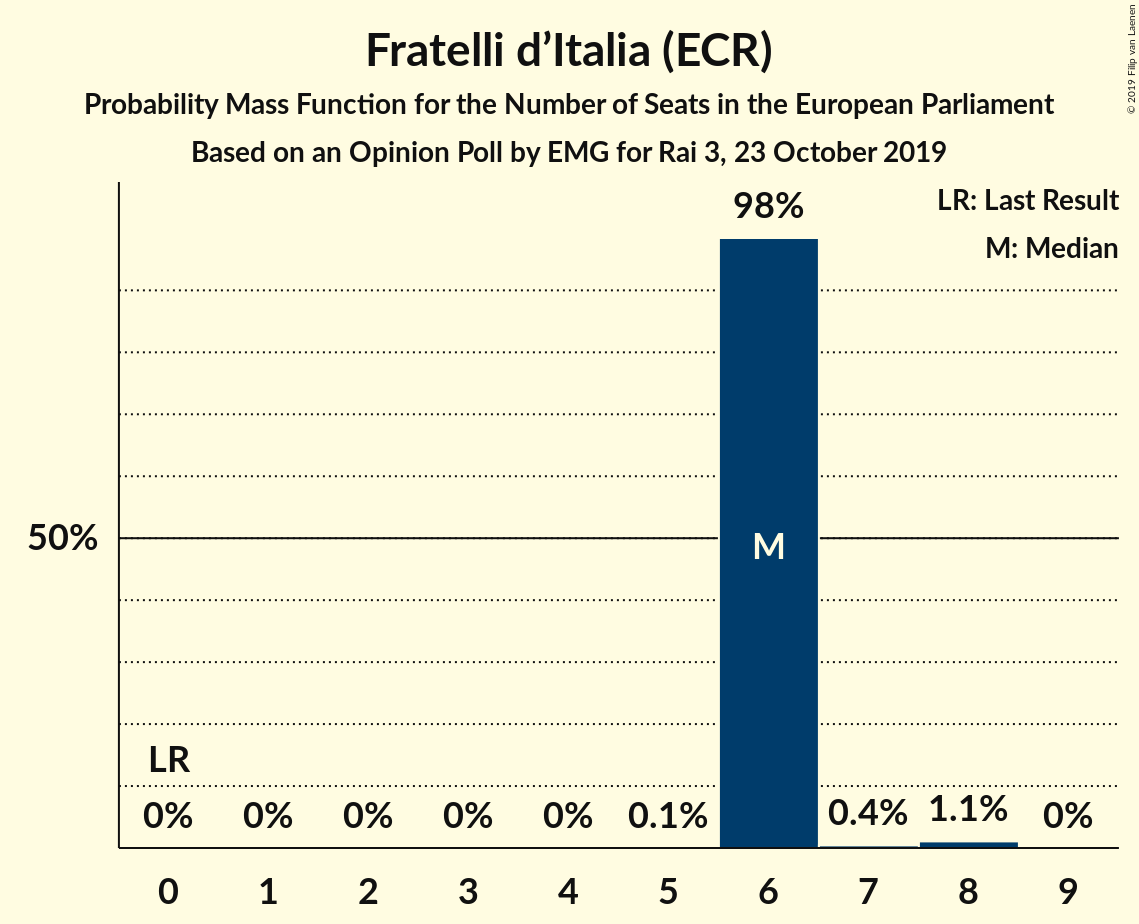 Fratelli d’Italia (ECR)
Probability Mass Function for the Number of Seats in the European Parliament
Based on an Opinion Poll by EMG for Rai 3, 23 October 2019
© 2019 Filip van Laenen
LR: Last Result
M: Median
98%
50%
M
LR
0% 0% 0% 0% 0% 0.1% 0.4% 1.1% 0%
0 1 2 3 4 5 6 7 8 9